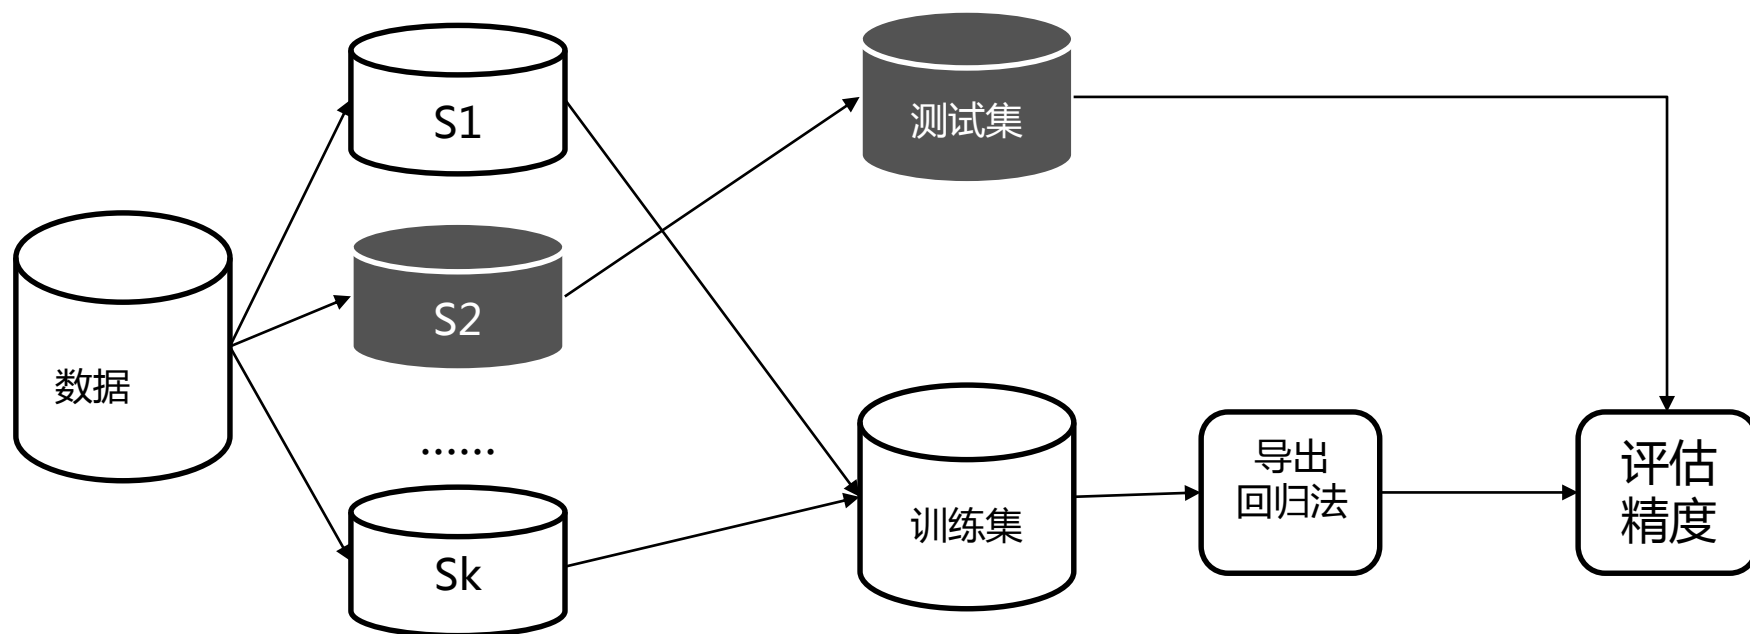 S1
测试集
S2
数据
......
Sk
训练集
导出
回归法
评估
精度